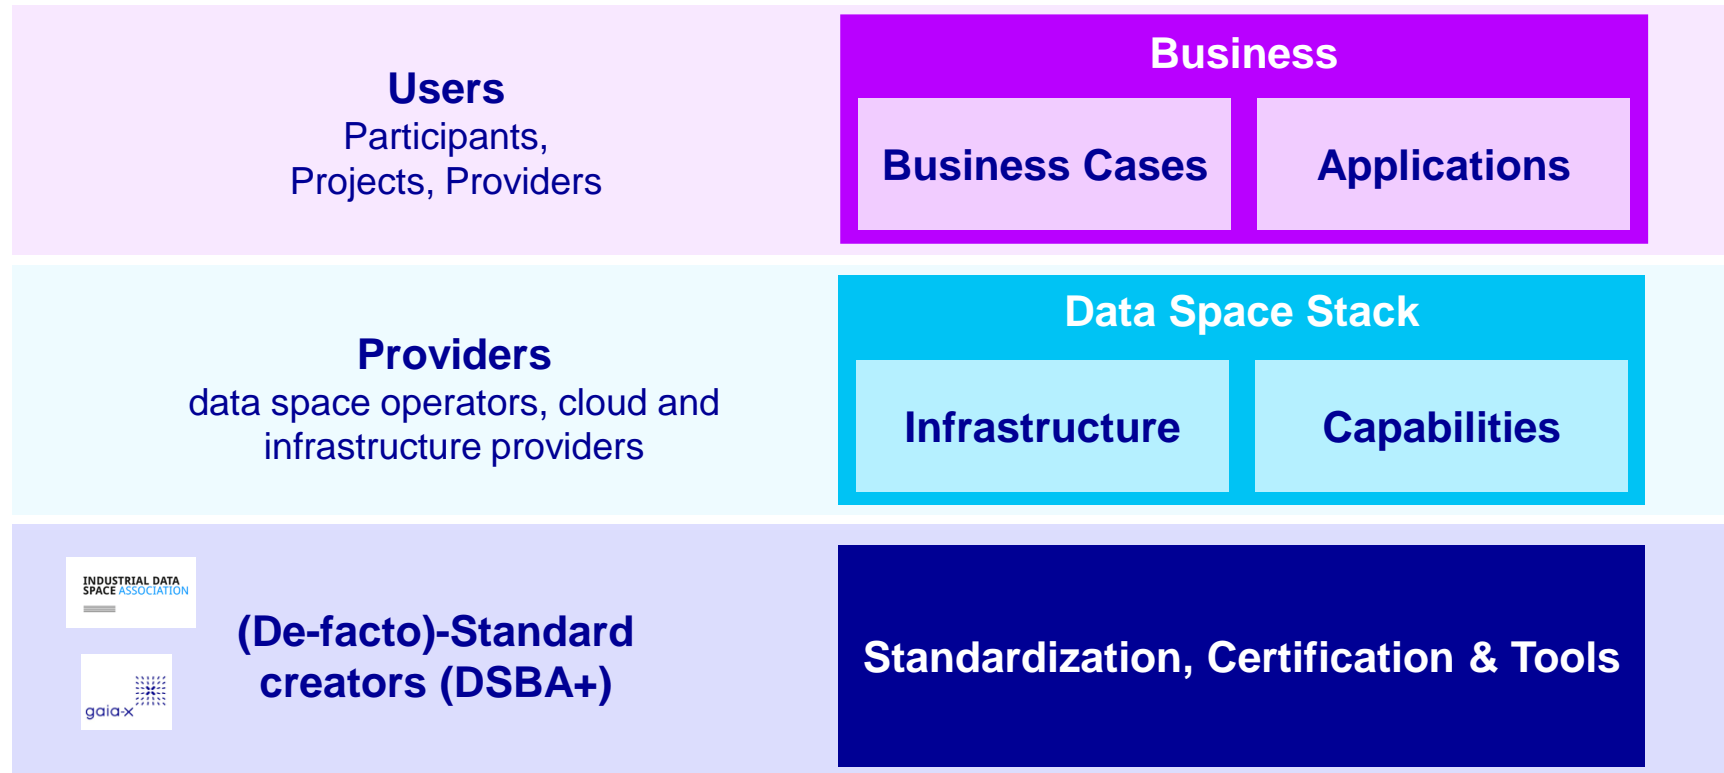 Users
Participants,
Projects, Providers
Business
Business Cases
Applications
Providers
data space operators, cloud and
infrastructure providers
Data Space Stack
Infrastructure
Capabilities
INDUSTRIAL DATA
SPACE ASSOCIATION
gaia-x
(De-facto)-Standard
creators (DSBA+)
Standardization, Certification & Tools